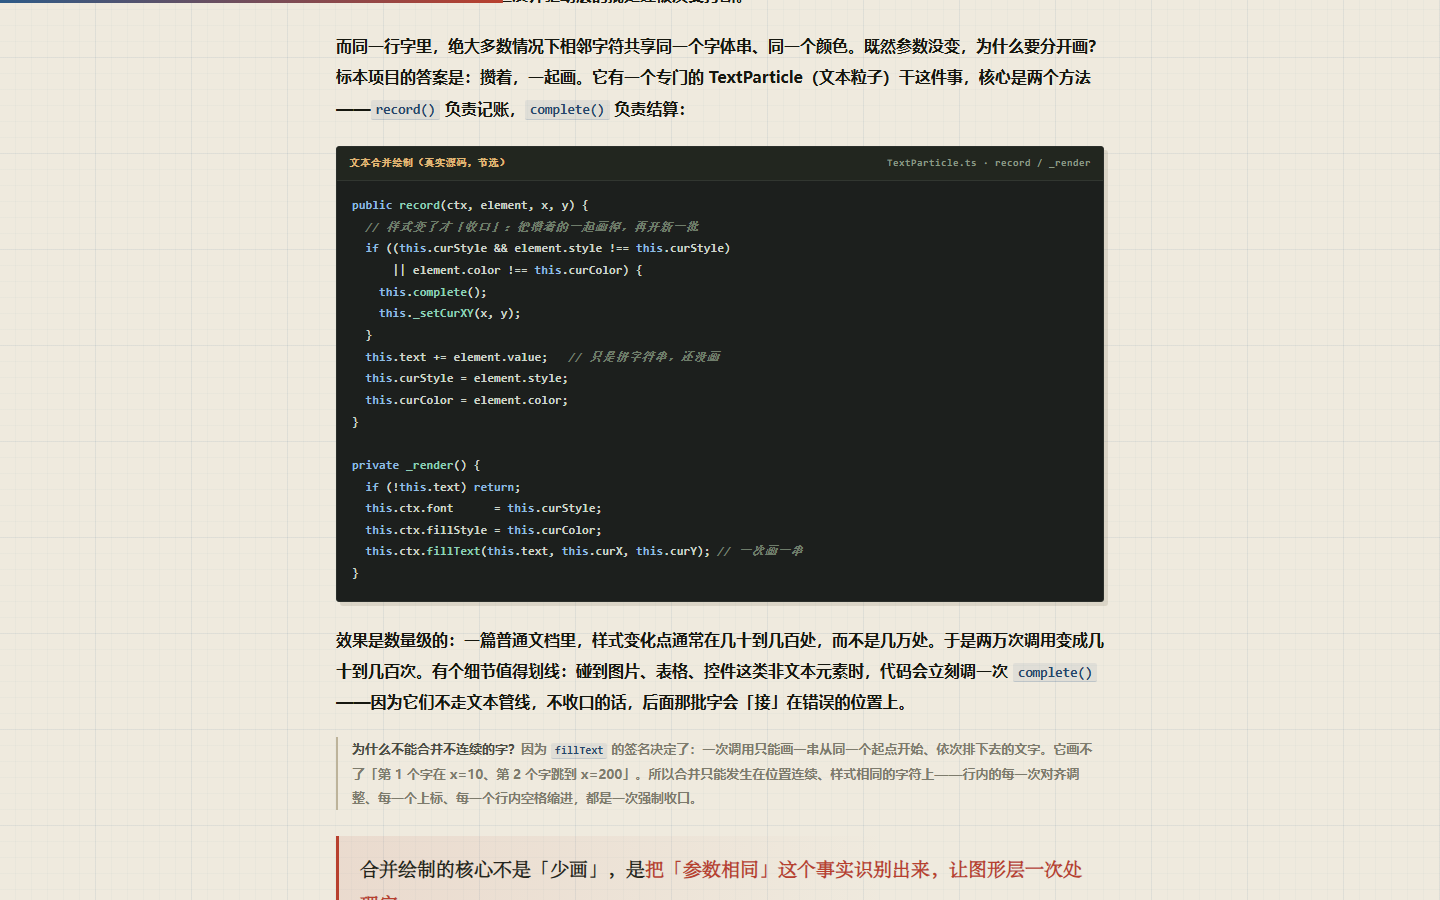 而同一行字里，绝大多数情况下相邻字符共享同一个字体串、同一个颜色。既然参数没变，为什么要分开画？
标本项目的答案是：攒着，一起画。它有一个专门的 TextParticle（文本粒子）干这件事，核心是两个方法
——record() 负责记账，complete() 负责结算：
文本合并绘制（真实源码，节选）
TextParticle.ts · record / _render
public record(ctx, element, x, y) {
// 样式变了才「收口」：把攒着的一起画掉，再开新一批
if ((this.curStyle && element.style !== this.curStyle)
|| element.color !== this.curColor) {
this.complete();
this._setCurXY(x, y);
}
this.text += element.value;   // 只是拼字符串，还没画
this.curStyle = element.style;
this.curColor = element.color;
}
private _render() {
if (!this.text) return;
this.ctx.font      = this.curStyle;
this.ctx.fillStyle = this.curColor;
this.ctx.fillText(this.text, this.curX, this.curY); // 一次画一串
}
效果是数量级的：一篇普通文档里，样式变化点通常在几十到几百处，而不是几万处。于是两万次调用变成几
十到几百次。有个细节值得划线：碰到图片、表格、控件这类非文本元素时，代码会立刻调一次 complete()
——因为它们不走文本管线，不收口的话，后面那批字会「接」在错误的位置上。
为什么不能合并不连续的字？因为 fillText 的签名决定了：一次调用只能画一串从同一个起点开始、依次排下去的文字。它画不
了「第 1 个字在 x=10、第 2 个字跳到 x=200」。所以合并只能发生在位置连续、样式相同的字符上——行内的每一次对齐调
整、每一个上标、每一个行内空格缩进，都是一次强制收口。
合并绘制的核心不是「少画」，是把「参数相同」这个事实识别出来，让图形层一次处